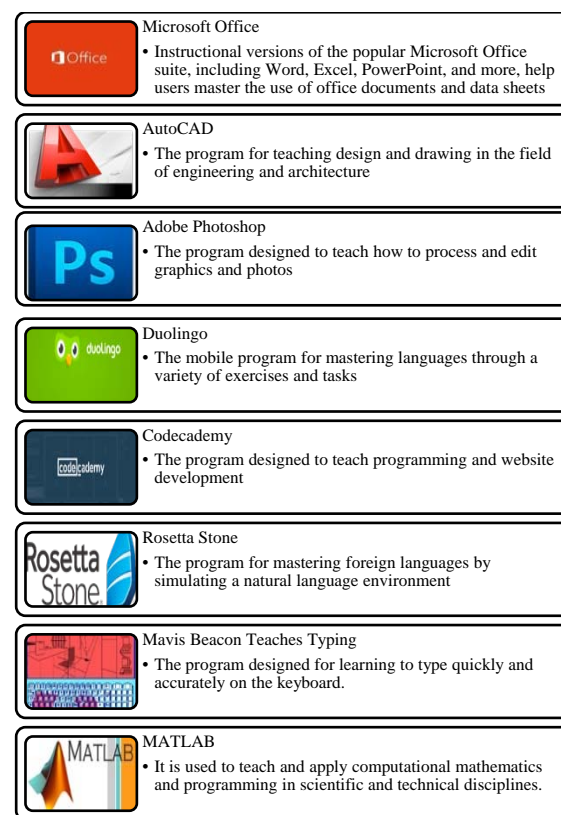 Office
Microsoft Office
• Instructional versions of the popular Microsoft Office
suite, including Word, Excel, PowerPoint, and more, help
users master the use of office documents and data sheets
AutoCAD
• The program for teaching design and drawing in the field
of engineering and architecture
Ps
Adobe Photoshop
• The program designed to teach how to process and edit
graphics and photos
duolingo
Duolingo
• The mobile program for mastering languages through a
variety of exercises and tasks
codecademy
Codecademy
• The program designed to teach programming and website
development
Rosetta
Stone
Rosetta Stone
• The program for mastering foreign languages by
simulating a natural language environment
Mavis Beacon Teaches Typing
• The program designed for learning to type quickly and
accurately on the keyboard.
MATLAB
MATLAB
• It is used to teach and apply computational mathematics
and programming in scientific and technical disciplines.